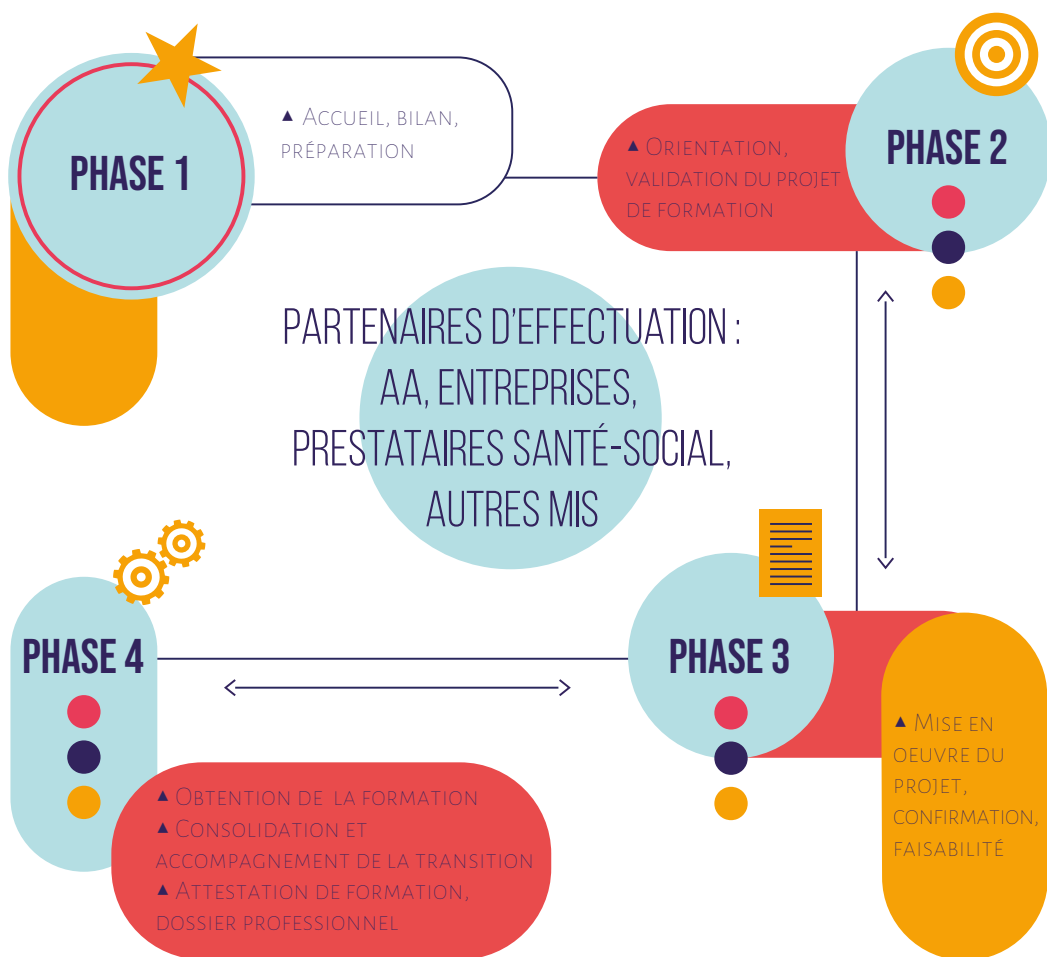 PHASE 1
▲ Accueil, bilan,
préparation
PHASE 2
▲ Orientation,
validation du projet
de formation
PARTENAIRES D'EFFECTUATION :
AA, ENTREPRISES,
PRESTATAIRES SANTÉ-SOCIAL,
AUTRES MIS
PHASE 3
▲ Mise en
oeuvre du
projet,
confirmation,
faisabilité
PHASE 4
▲ Obtention de la formation
▲ Consolidation et
accompagnement de la transition
▲ Attestation de formation,
dossier professionnel